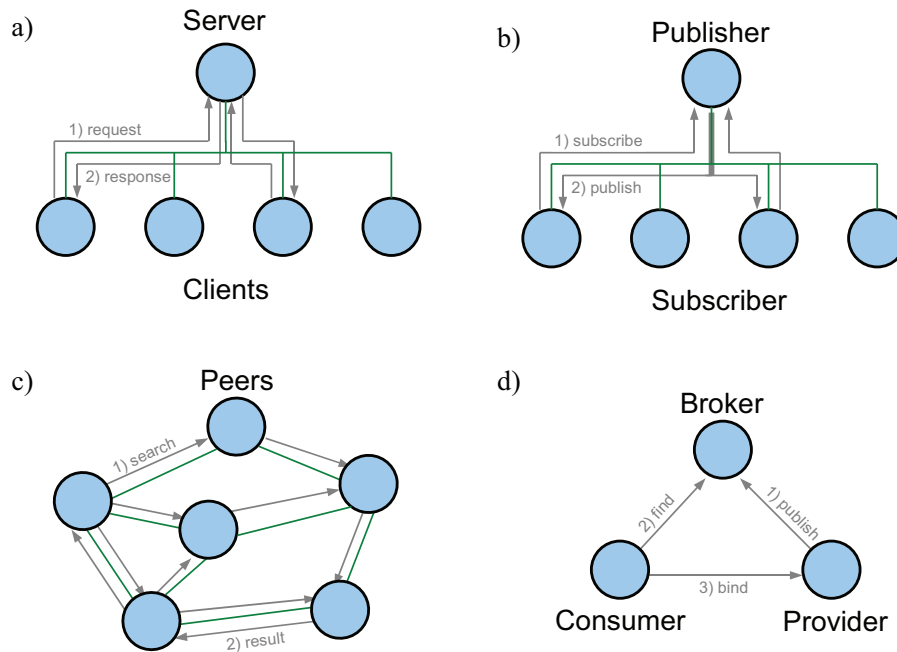 a)
Server
1) request
2) response
Clients
b)
Publisher
1) subscribe
2) publish
Subscriber
c)
Peers
1) search
2) result
d)
Broker
2) find
1) publish
3) bind
Consumer
Provider